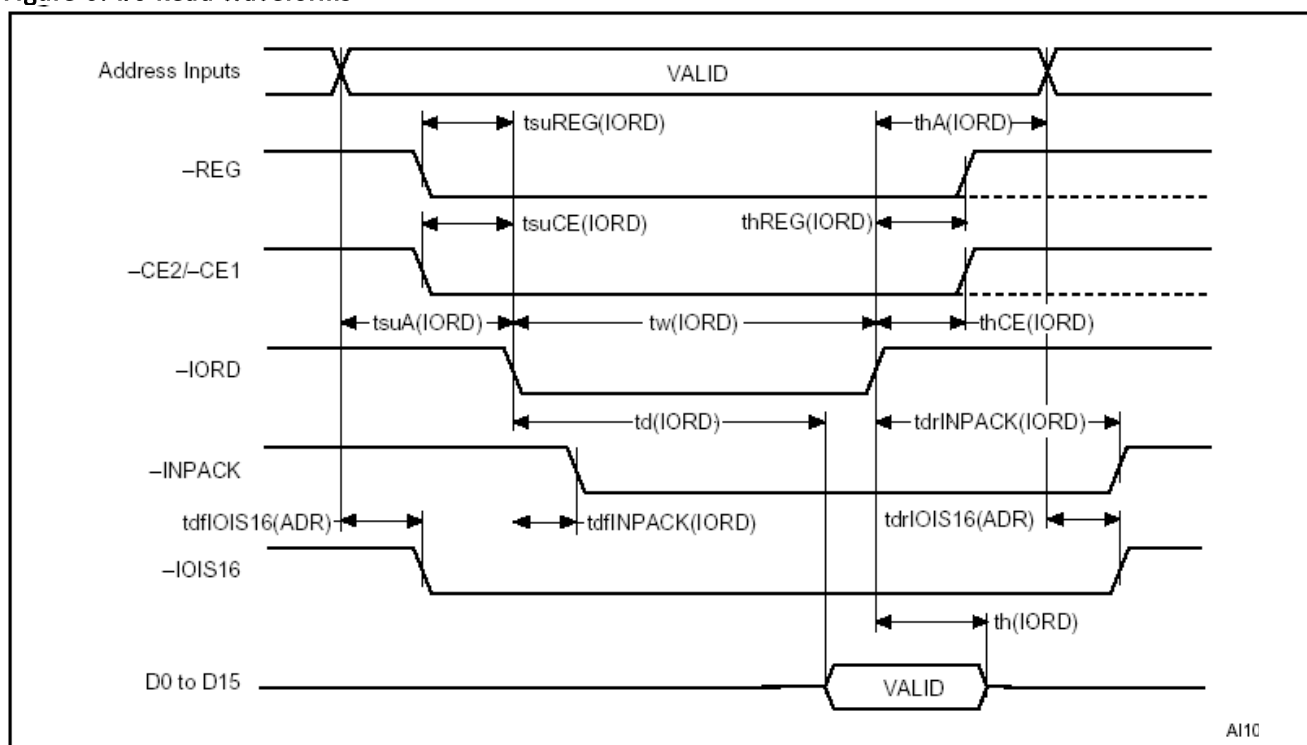 Address Inputs VALID
tsuREG(IORD) thA(IORD)
–REG
tsuCE(IORD) thREG(IORD)
–CE2/–CE1
tsuA(IORD) tw(IORD) thCE(IORD)
–IORD
td(IORD) tdrINPACK(IORD)
–INPACK
tdfIOIS16(ADR) tdfINPACK(IORD) tdrIOIS16(ADR)
–IOIS16
th(IORD)
D0 to D15 VALID